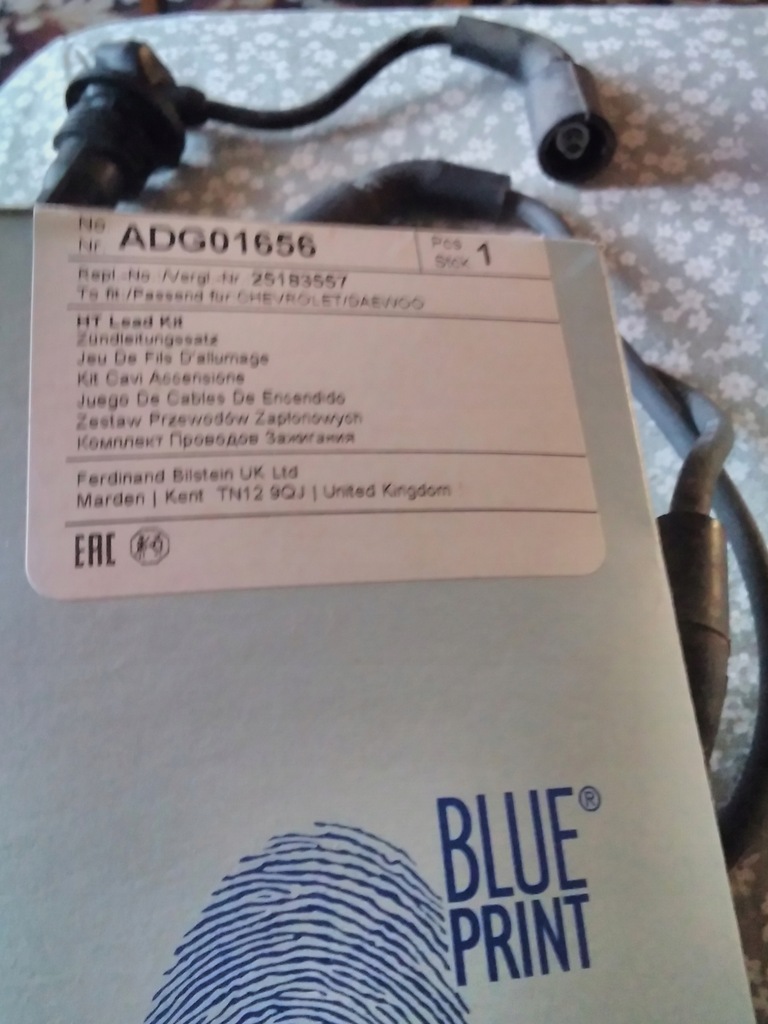 No
Nr. ADG01656
Pcs
Stck 1
Repl.-No. /Vergl.-Nr. 25183557
To fit /Passend für CHEVROLET/DAEWOO
HT Lead Kit
Zündleitungssatz
Jeu De Fils D'allumage
Kit Cavi Accensione
Juego De Cables De Encendido
Zestaw Przewodów Zapłonowych
Комплект Проводов Зажигания
Ferdinand Bilstein UK Ltd
Marden | Kent TN12 9QJ | United Kingdom
EAC
BLUE®
PRINT